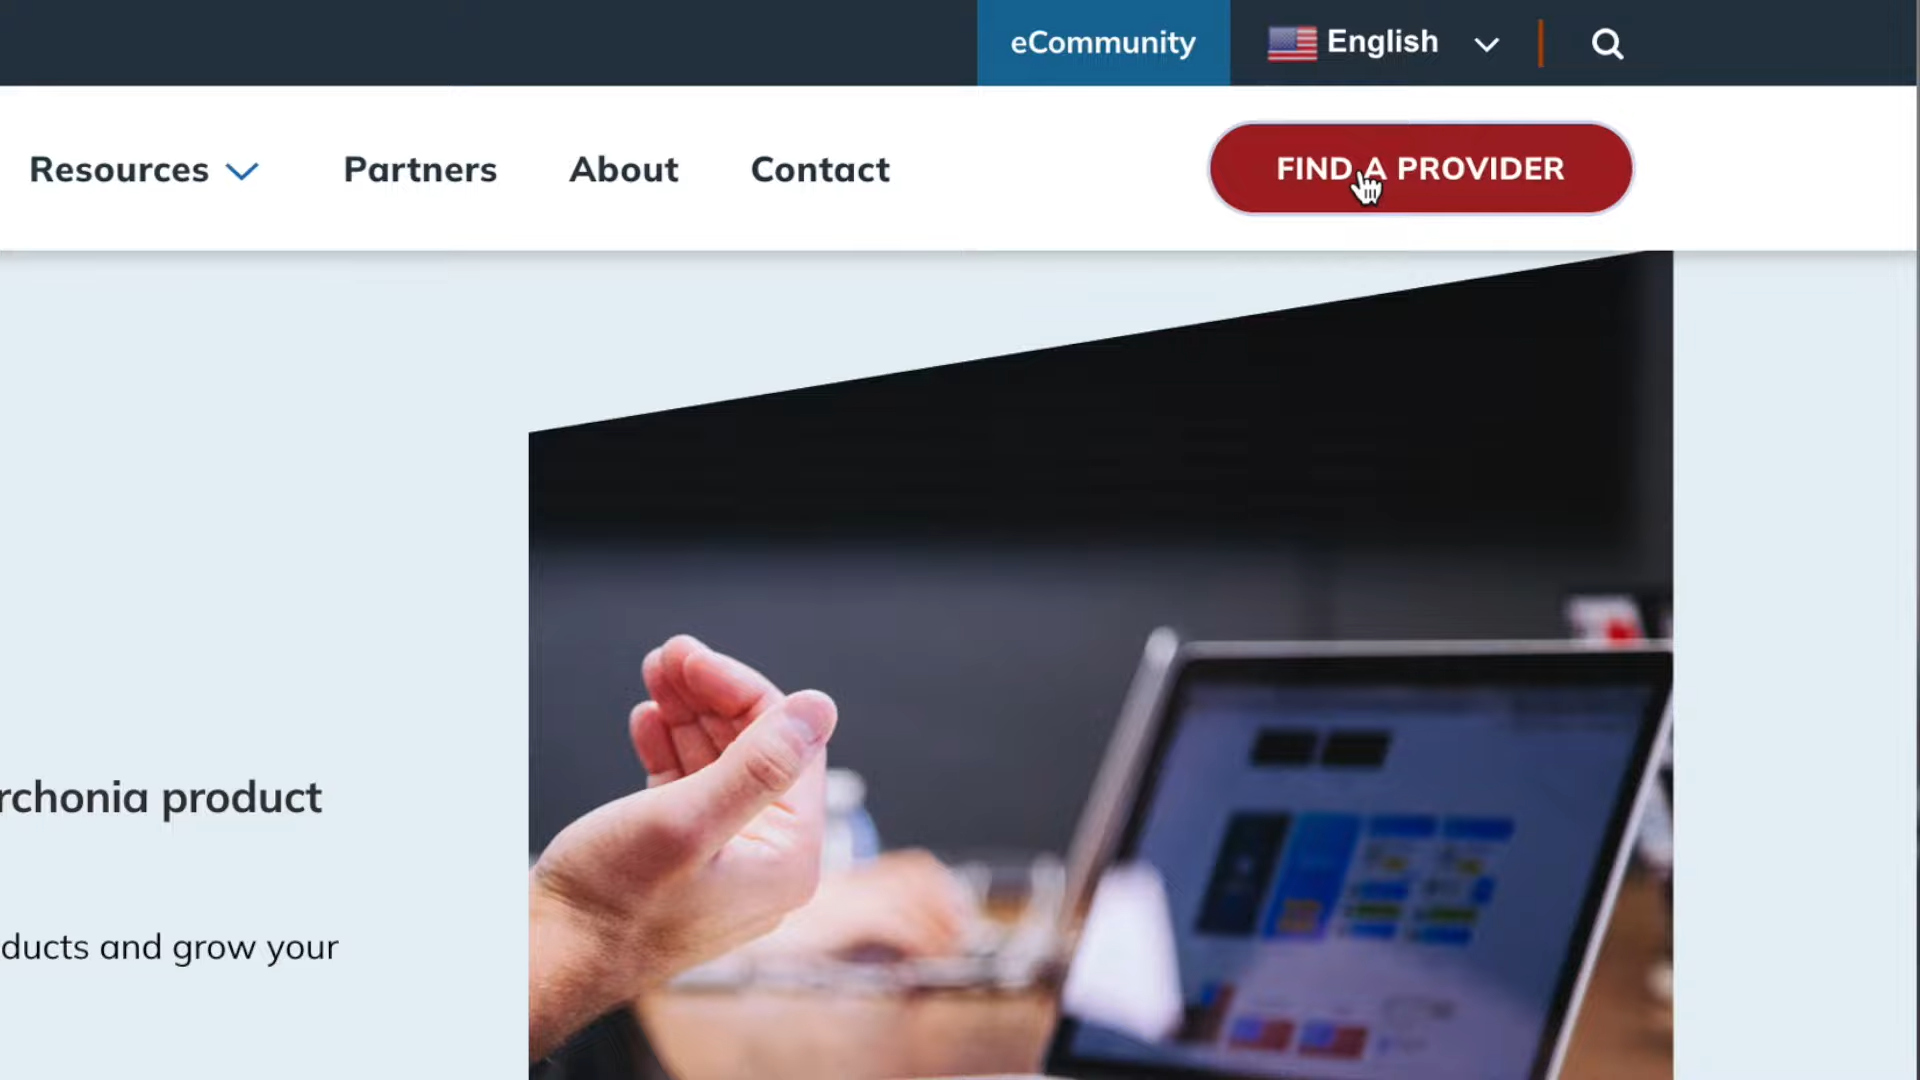 eCommunity
English
Resources
Partners
About
Contact
FIND A PROVIDER
rchonia product
ducts and grow your